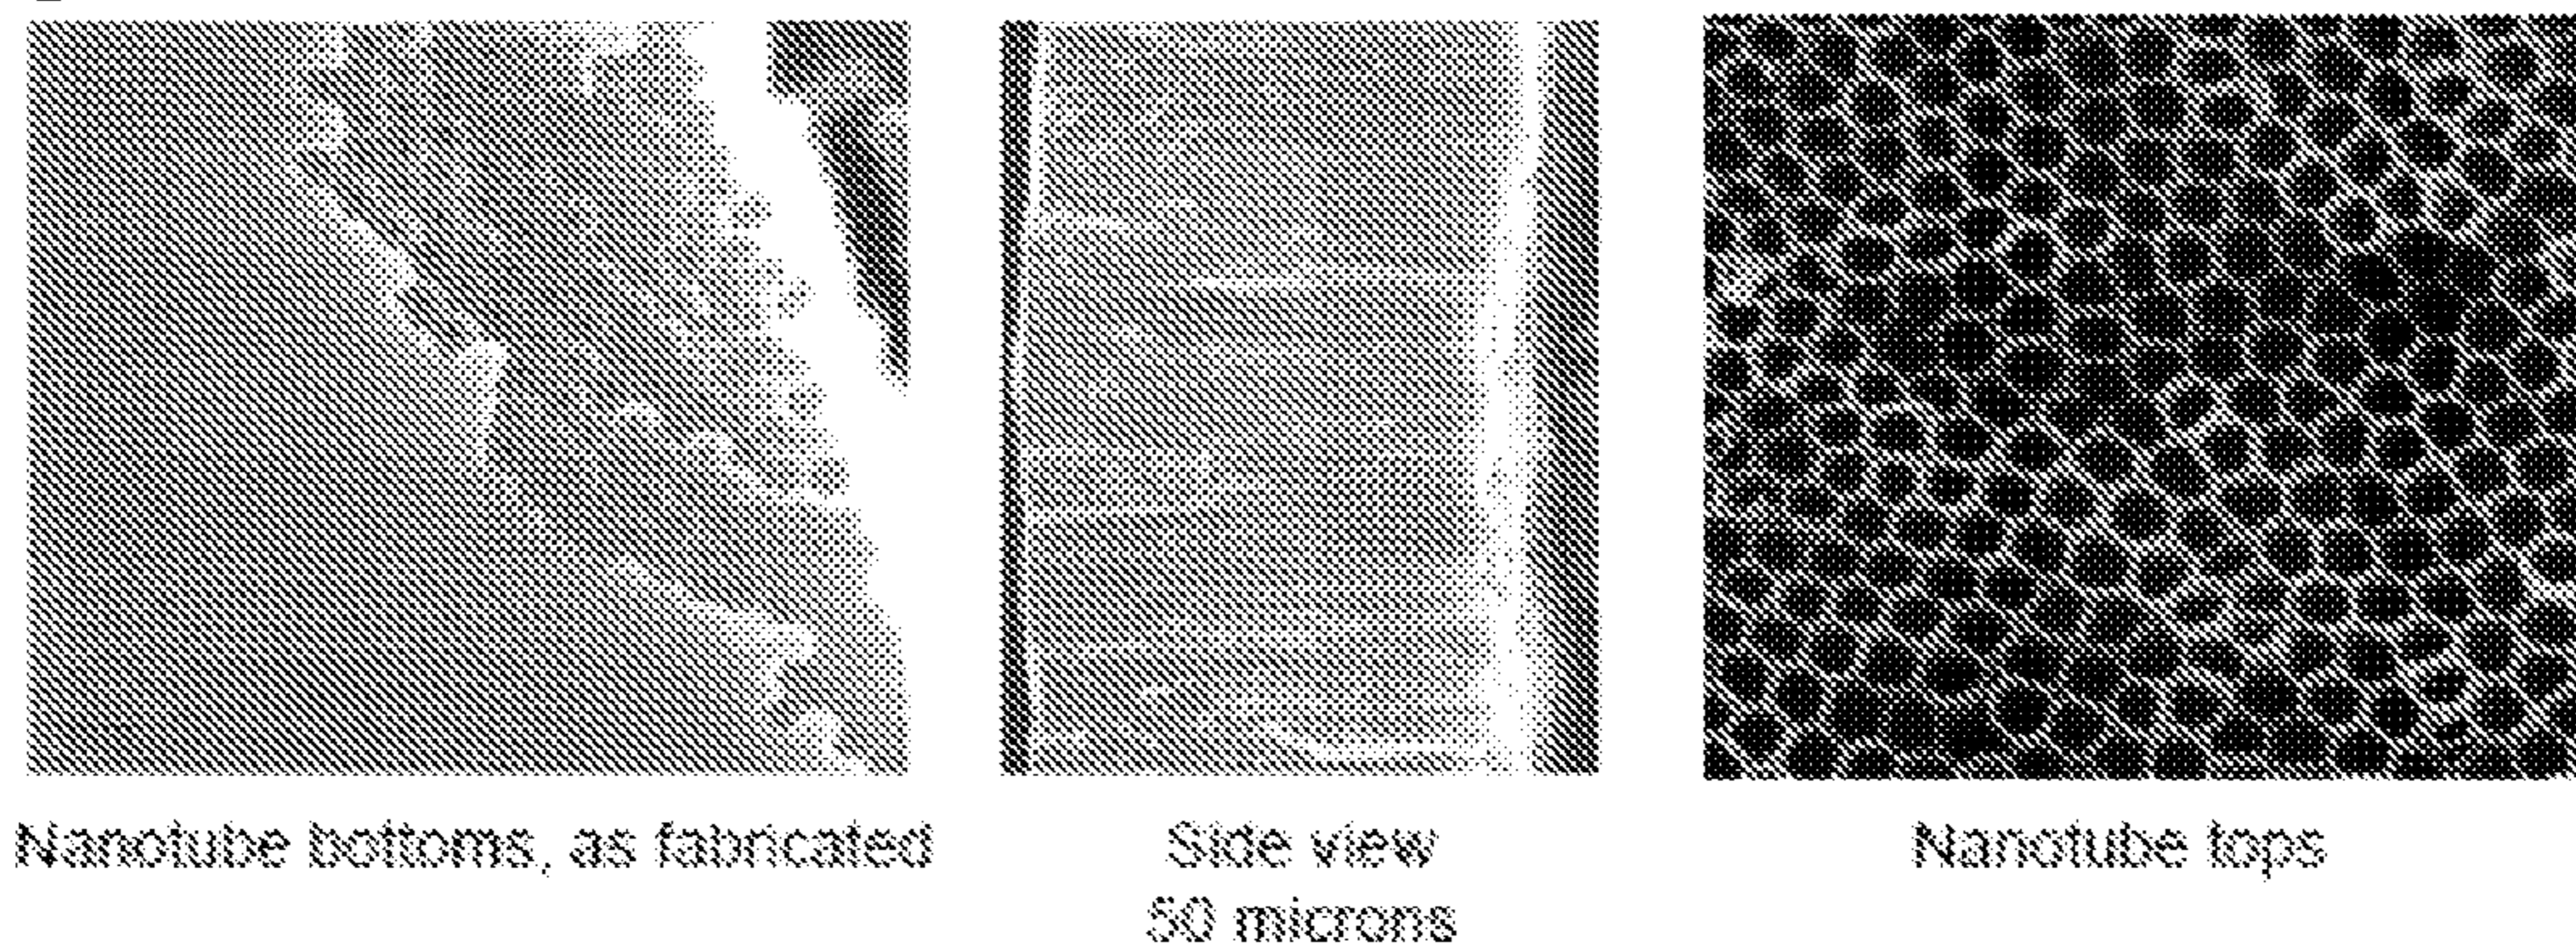 Nanotube bottoms, as fabricated
Side view
50 microns
Nanotube tops